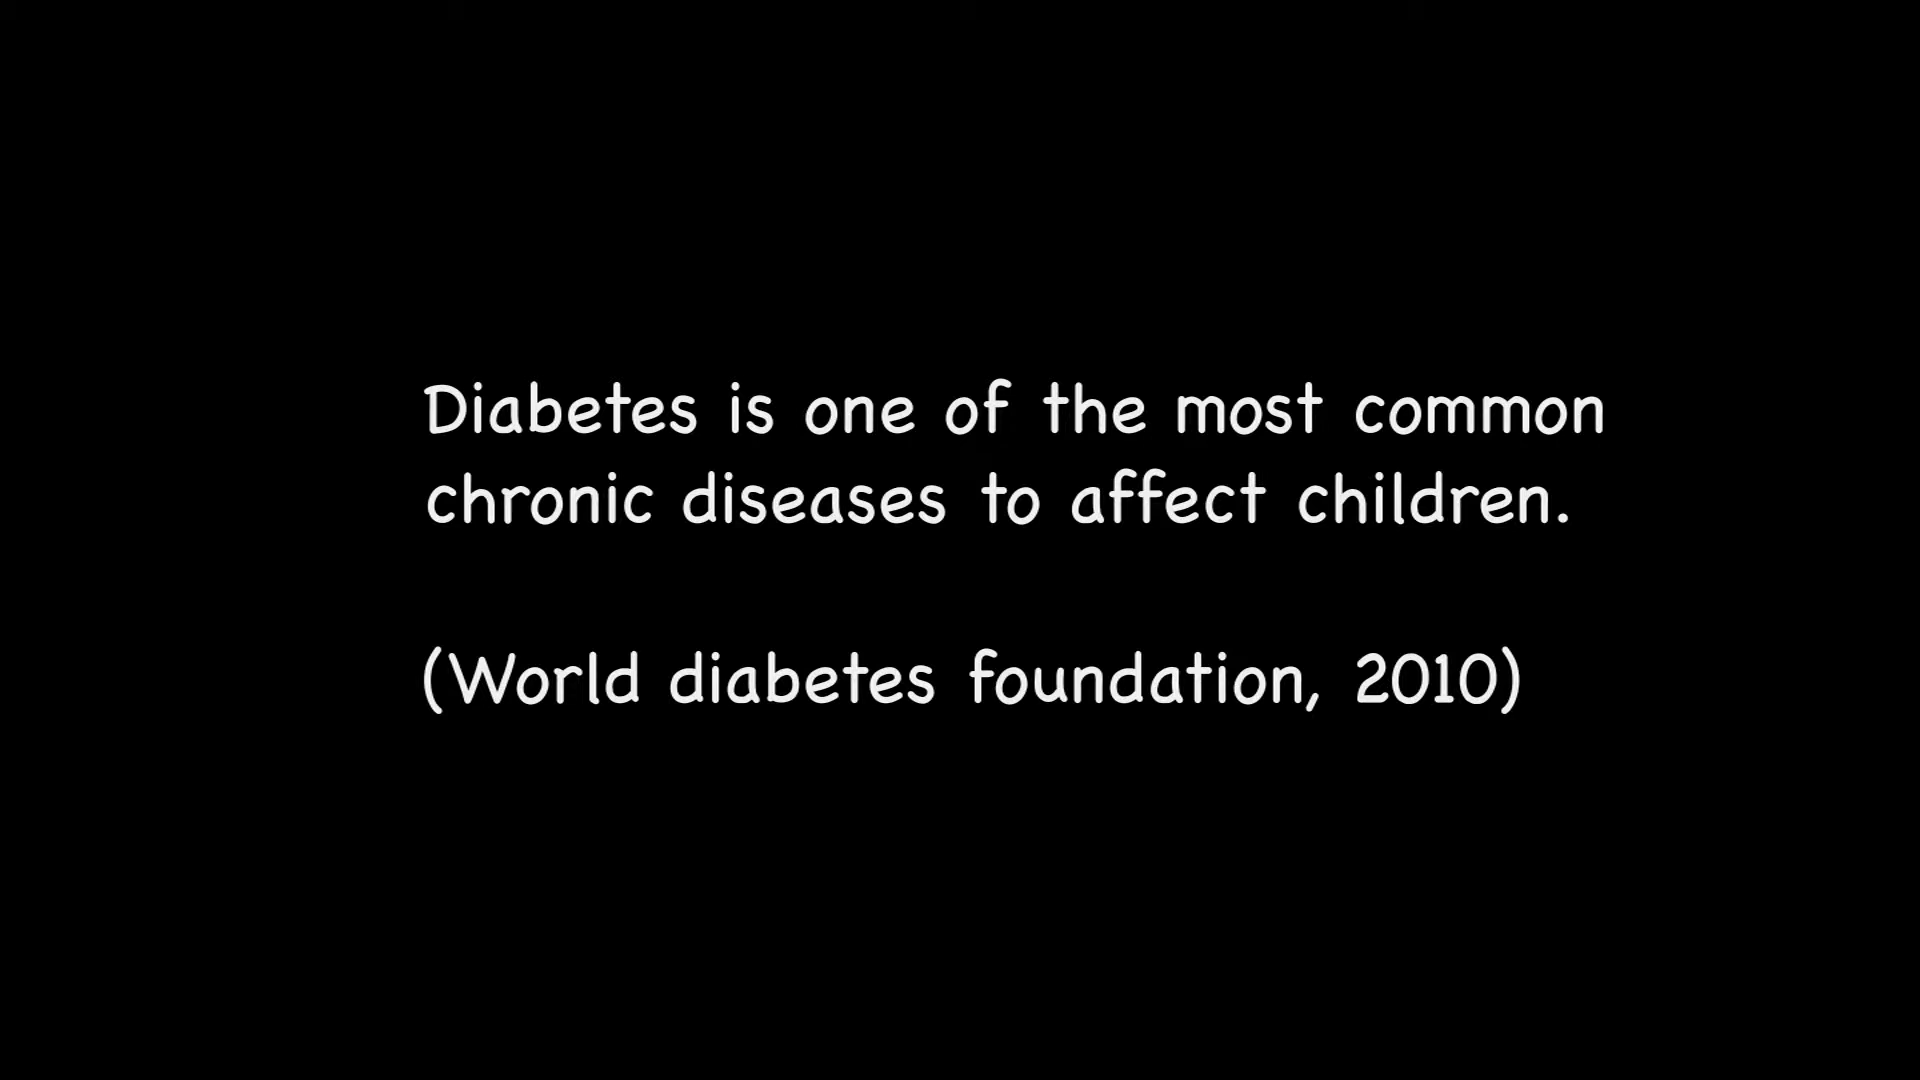 Diabetes is one of the most common
chronic diseases to affect children.
(World diabetes foundation, 2010)